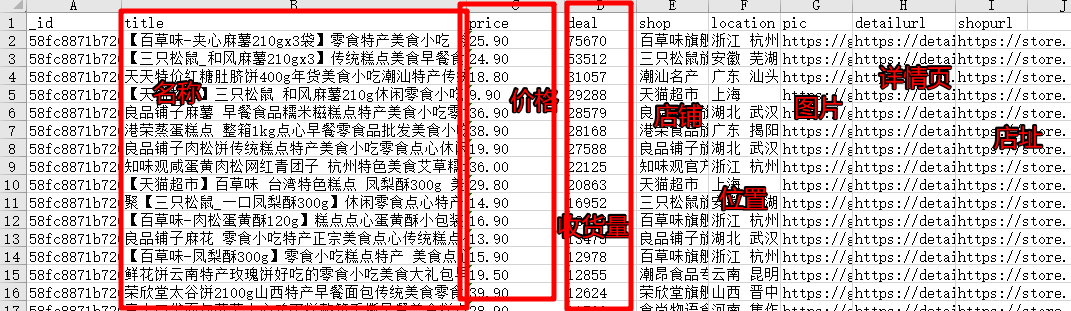 A B C D E F G H I J
1 _id title price deal shop location pic detailurl shopurl
2 58fc8871b720 【百草味-夹心麻薯210gx3袋】零食特产美食小吃 25.90 75670 百草味旗舰 浙江 杭州 https://g https://detai https://store.
3 58fc8871b720 【三只松鼠_和风麻薯210gx3】传统糕点美食早餐食 24.90 53512 三只松鼠旗 安徽 芜湖 https://g https://detai https://store.
4 58fc8871b720 天天特价红糖肚脐饼400g年货美食小吃潮汕特产传统 18.80 31057 潮汕名产 广东 汕头 https://g https://detai https://store.
5 58fc8871b720 【天猫超市】三只松鼠 和风麻薯210g休闲零食小吃 9.90 29288 天猫超市 上海 https://g https://detai https://store.
6 58fc8871b720 良品铺子麻薯 早餐食品糯米糍糕点特产美食小吃零 36.90 28579 良品铺子旗 湖北 武汉 https://g https://detai https://store.
7 58fc8871b720 港荣蒸蛋糕点 整箱1kg点心早餐零食品批发美食小吃 38.90 28168 港荣食品旗 广东 揭阳 https://g https://detai https://store.
8 58fc8871b720 良品铺子肉松饼传统糕点美食特产小吃零食点心休闲 19.90 27588 良品铺子旗 湖北 武汉 https://g https://detai https://store.
9 58fc8871b720 知味观咸蛋黄肉松网红青团子 杭州特色美食艾草糯 36.00 22125 知味观官方 浙江 杭州 https://g https://detai https://store.
10 58fc8871b720 【天猫超市】百草味 台湾特色糕点 凤梨酥300g 美 29.80 20863 天猫超市 上海 https://g https://detai https://store.
11 58fc8871b720 聚【三只松鼠_一口凤梨酥300g】休闲零食点心特产 14.90 16952 三只松鼠旗 安徽 芜湖 https://g https://detai https://store.
12 58fc8871b720 【百草味-肉松蛋黄酥120g】糕点点心蛋黄酥小包装 16.90 百草味旗舰 浙江 杭州 https://g https://detai https://store.
13 58fc8871b720 良品铺子麻花 零食小吃特产正宗美食点心传统糕点 13.90 13473 良品铺子旗 湖北 武汉 https://g https://detai https://store.
14 58fc8871b720 【百草味-凤梨酥300g】零食糕点特产 美食点心 15.90 12978 百草味旗舰 浙江 杭州 https://g https://detai https://store.
15 58fc8871b720 鲜花饼云南特产玫瑰饼好吃的零食小吃美食大礼包 19.50 12855 潮昂食品专 云南 昆明 https://g https://detai https://store.
16 58fc8871b720 荣欣堂太谷饼2100g山西特产早餐面包传统美食零食 39.90 12624 荣欣堂旗舰 山西 晋中 https://g https://detai https://store.
名称
价格
收货量
店铺
位置
图片
详情页
店址